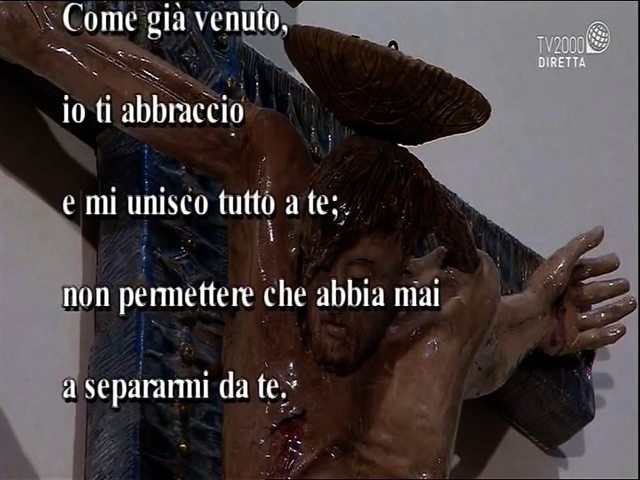 Come già venuto,
TV2000
DIRETTA
io ti abbraccio
e mi unisco tutto a te;
non permettere che abbia mai
a separarmi da te.